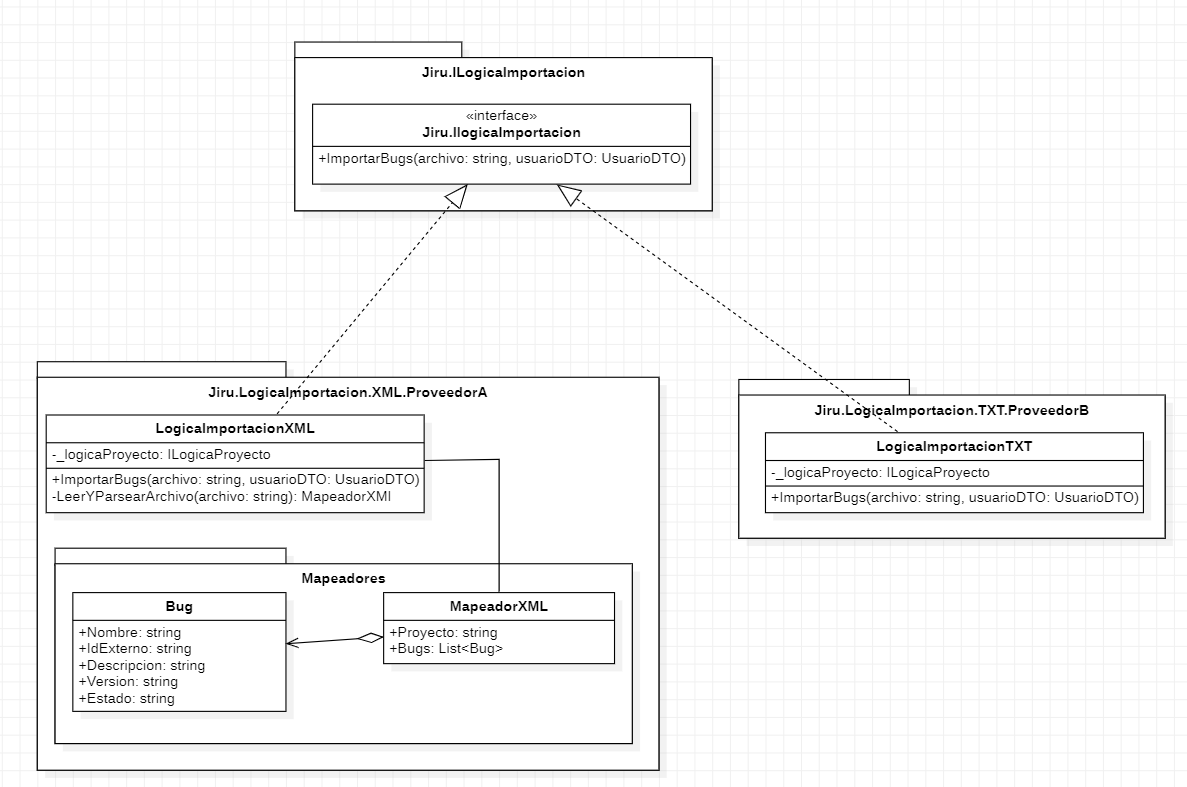 Jiru.ILogicaImportacion
«interface»
Jiru.IlogicaImportacion
+ImportarBugs(archivo: string, usuarioDTO: UsuarioDTO)
Jiru.LogicaImportacion.XML.ProveedorA
LogicaImportacionXML
-_logicaProyecto: ILogicaProyecto
+ImportarBugs(archivo: string, usuarioDTO: UsuarioDTO)
-LeerYParsearArchivo(archivo: string): MapeadorXMl
Mapeadores
Bug
+Nombre: string
+IdExterno: string
+Descripcion: string
+Version: string
+Estado: string
MapeadorXML
+Proyecto: string
+Bugs: List<Bug>
Jiru.LogicaImportacion.TXT.ProveedorB
LogicaImportacionTXT
-_logicaProyecto: ILogicaProyecto
+ImportarBugs(archivo: string, usuarioDTO: UsuarioDTO)